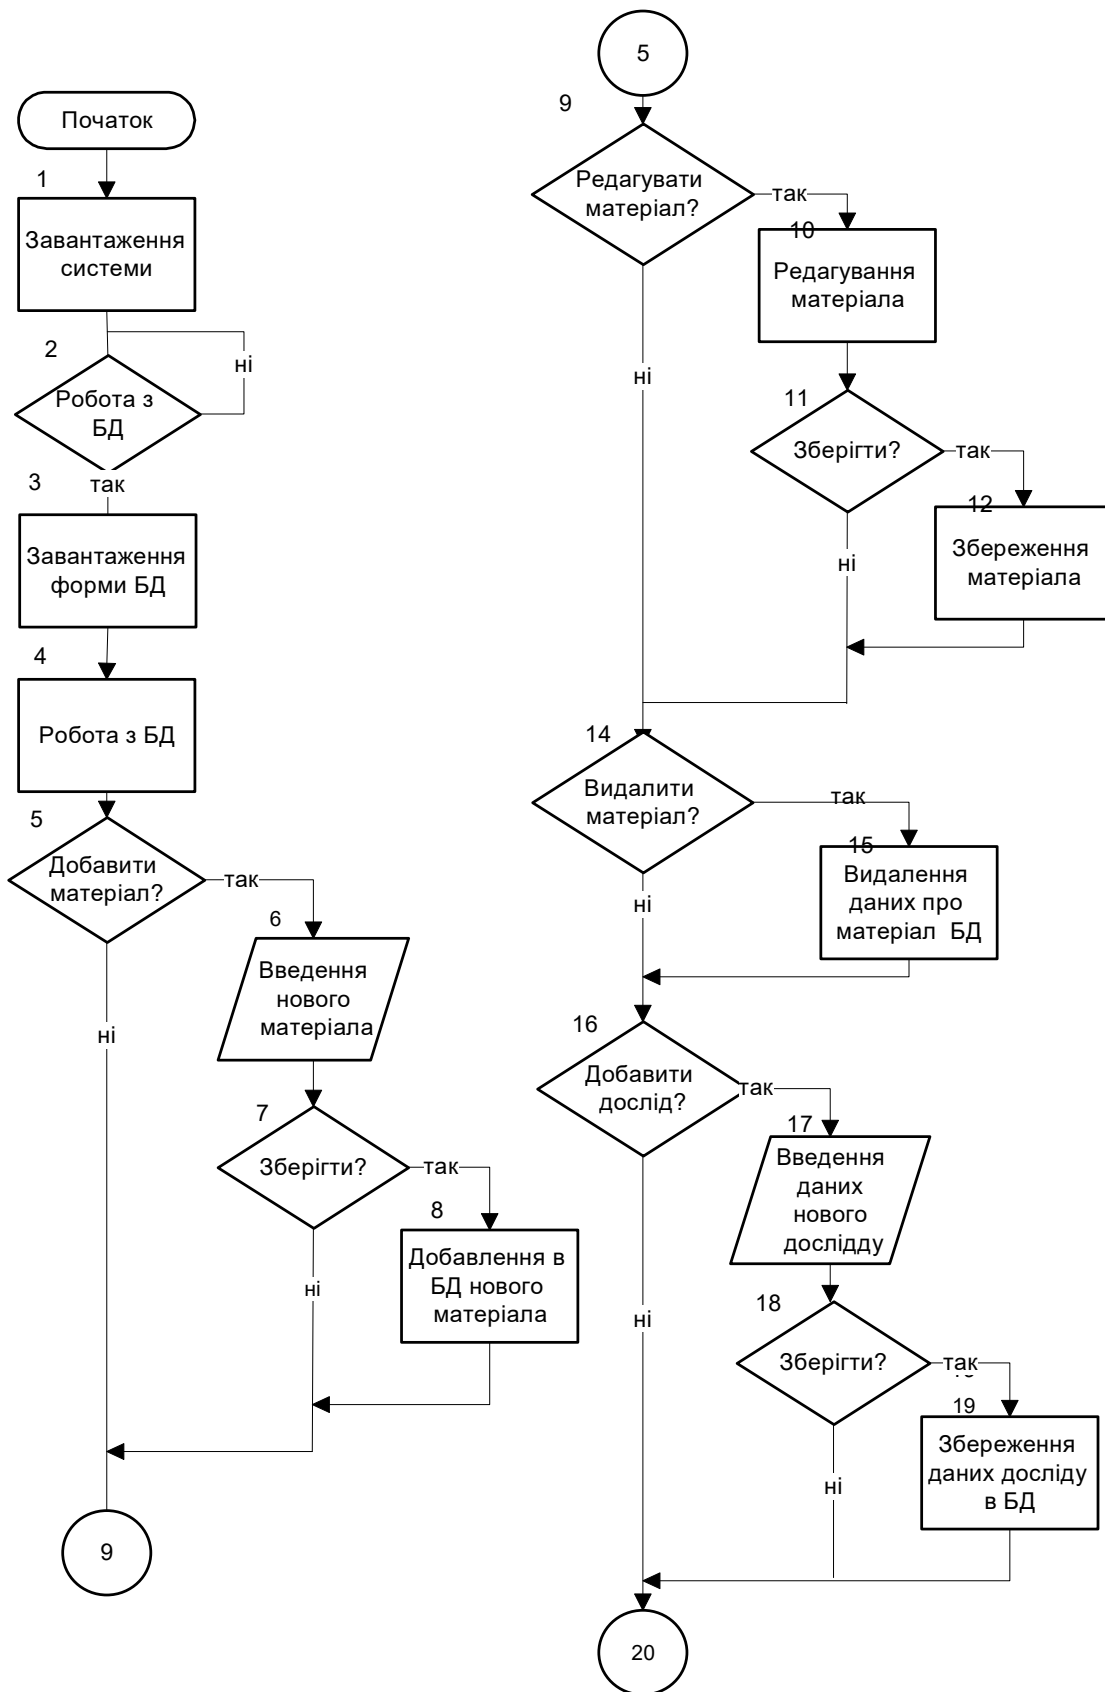 Початок
1
Завантаження
системи
2
ні
Робота з
БД
3
так
Завантаження
форми БД
4
Робота з БД
5
Добавити
матеріал?
так
6
Введення
нового
матеріала
ні
7
Зберігти?
так
8
Добавлення в
БД нового
матеріала
ні
9
5
9
Редагувати
матеріал?
так
10
Редагування
матеріала
ні
11
Зберігти?
так
12
Збереження
матеріала
ні
14
Видалити
матеріал?
так
15
Видалення
даних про
матеріал БД
ні
16
Добавити
дослід?
так
17
Введення
даних
нового
дослідду
ні
18
Зберігти?
так
19
Збереження
даних досліду
в БД
ні
20